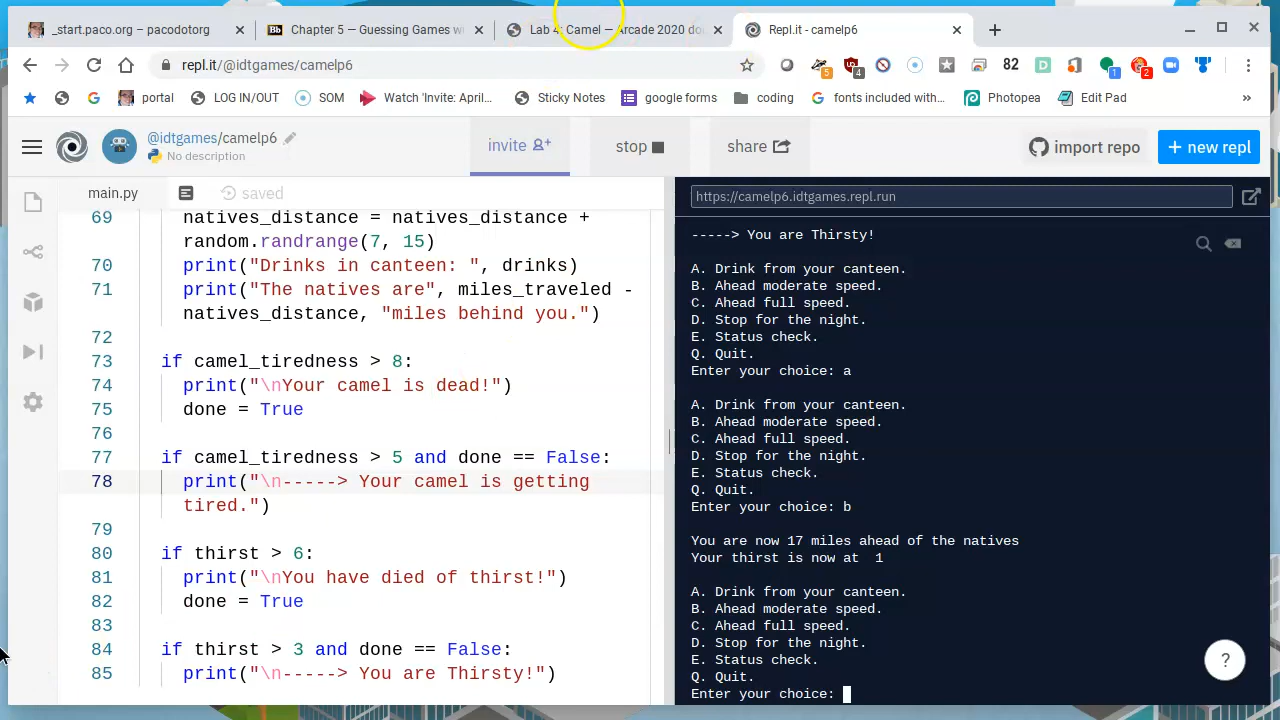 _start.paco.org — pacodotorg
Chapter 5 — Guessing Games w
Lab 4: Camel — Arcade 2020 do
Repl.it - camelp6
repl.it/@idtgames/camelp6
5
4
82
1
2
portal
LOG IN/OUT
SOM
Watch 'Invite: April...
Sticky Notes
google forms
coding
fonts included with...
Photopea
Edit Pad
»
@idtgames/camelp6
No description
invite
stop
share
import repo
+ new repl
main.py
saved
https://camelp6.idtgames.repl.run
69 natives_distance = natives_distance +
random.randrange(7, 15)
70 print("Drinks in canteen: ", drinks)
71 print("The natives are", miles_traveled -
natives_distance, "miles behind you.")
72
73 if camel_tiredness > 8:
74 print("\nYour camel is dead!")
75 done = True
76
77 if camel_tiredness > 5 and done == False:
78 print("\n-----> Your camel is getting
tired.")
79
80 if thirst > 6:
81 print("\nYou have died of thirst!")
82 done = True
83
84 if thirst > 3 and done == False:
85 print("\n-----> You are Thirsty!")
-----> You are Thirsty!
A. Drink from your canteen.
B. Ahead moderate speed.
C. Ahead full speed.
D. Stop for the night.
E. Status check.
Q. Quit.
Enter your choice: a
A. Drink from your canteen.
B. Ahead moderate speed.
C. Ahead full speed.
D. Stop for the night.
E. Status check.
Q. Quit.
Enter your choice: b
You are now 17 miles ahead of the natives
Your thirst is now at  1
A. Drink from your canteen.
B. Ahead moderate speed.
C. Ahead full speed.
D. Stop for the night.
E. Status check.
Q. Quit.
Enter your choice:
?